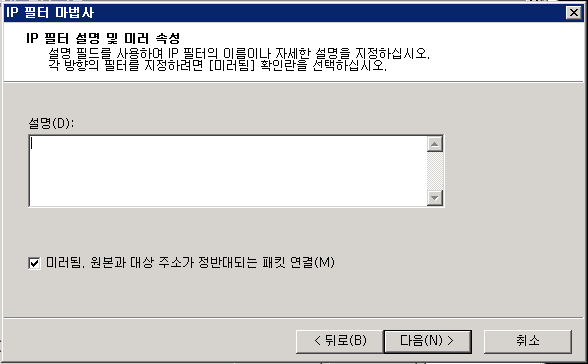 IP 필터 마법사
IP 필터 설명 및 미러 속성
설명 필드를 사용하여 IP 필터의 이름이나 자세한 설명을 지정하십시오.
각 방향의 필터를 지정하려면 [미러됨] 확인란을 선택하십시오.
설명(D):
미러됨. 원본과 대상 주소가 정반대되는 패킷 연결(M)
< 뒤로(B)
다음(N) >
취소